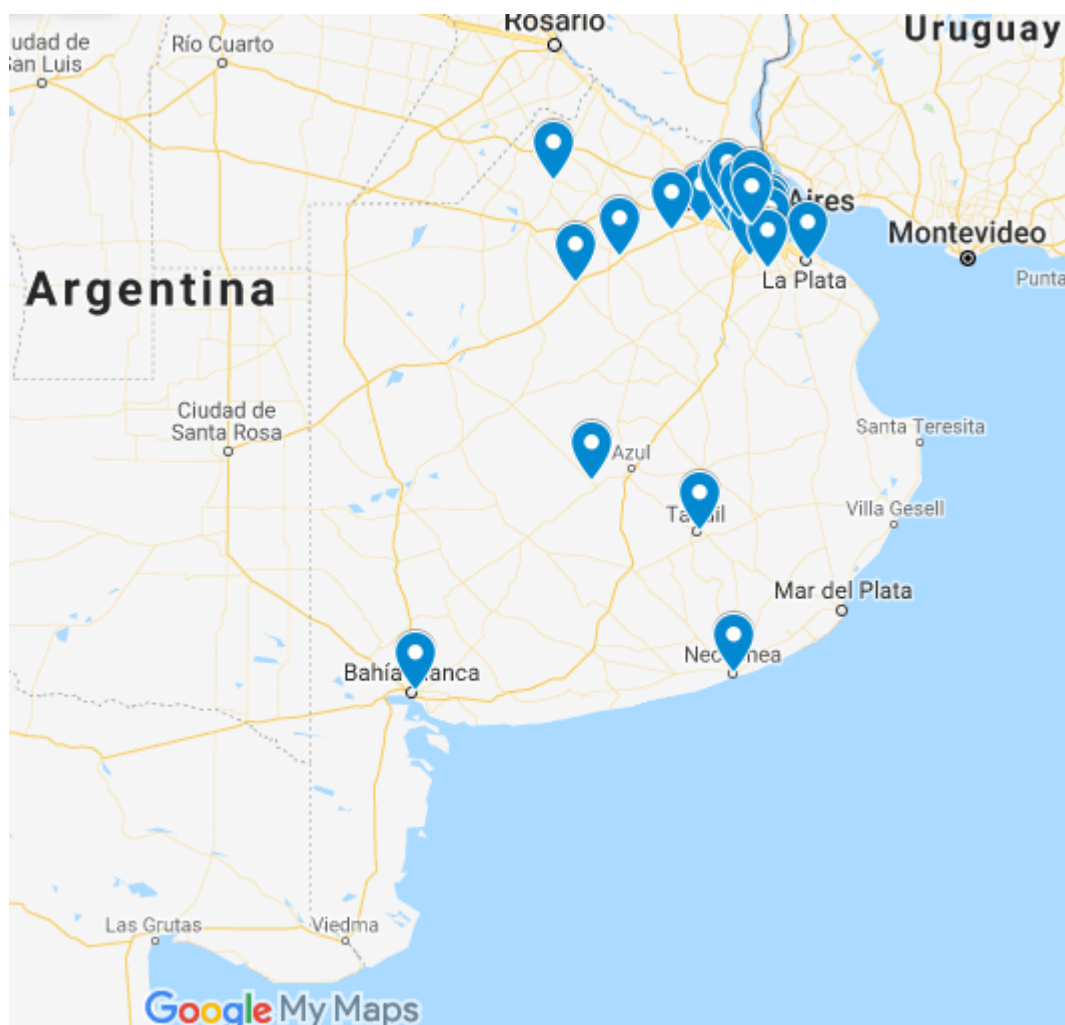 Rosario
Uruguay
udad de
San Luis
Río Cuarto
Aires
Montevideo
La Plata
Punta
Argentina
Ciudad de
Santa Rosa
Santa Teresita
Azul
Villa Gesell
Mar del Plata
Bahía
Las Grutas
Viedma
Google My Maps